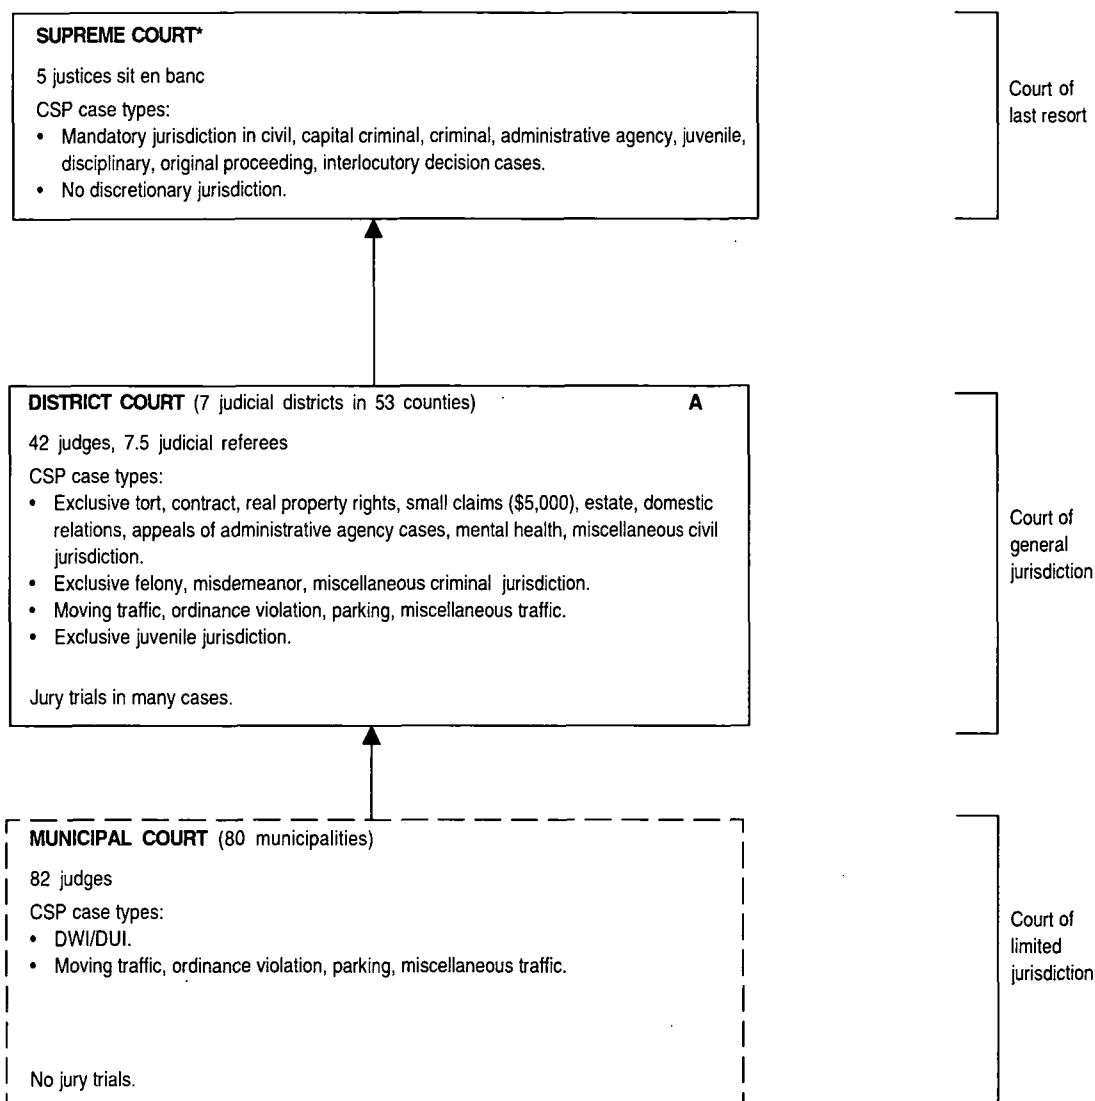 SUPREME COURT*
5 justices sit en banc
CSP case types:
• Mandatory jurisdiction in civil, capital criminal, criminal, administrative agency, juvenile,
disciplinary, original proceeding, interlocutory decision cases.
• No discretionary jurisdiction.
Court of
last resort
DISTRICT COURT (7 judicial districts in 53 counties) A
42 judges, 7.5 judicial referees
CSP case types:
• Exclusive tort, contract, real property rights, small claims ($5,000), estate, domestic
relations, appeals of administrative agency cases, mental health, miscellaneous civil
jurisdiction.
• Exclusive felony, misdemeanor, miscellaneous criminal jurisdiction.
• Moving traffic, ordinance violation, parking, miscellaneous traffic.
• Exclusive juvenile jurisdiction.
Jury trials in many cases.
Court of
general
jurisdiction
MUNICIPAL COURT (80 municipalities)
82 judges
CSP case types:
• DWI/DUI.
• Moving traffic, ordinance violation, parking, miscellaneous traffic.
No jury trials.
Court of
limited
jurisdiction